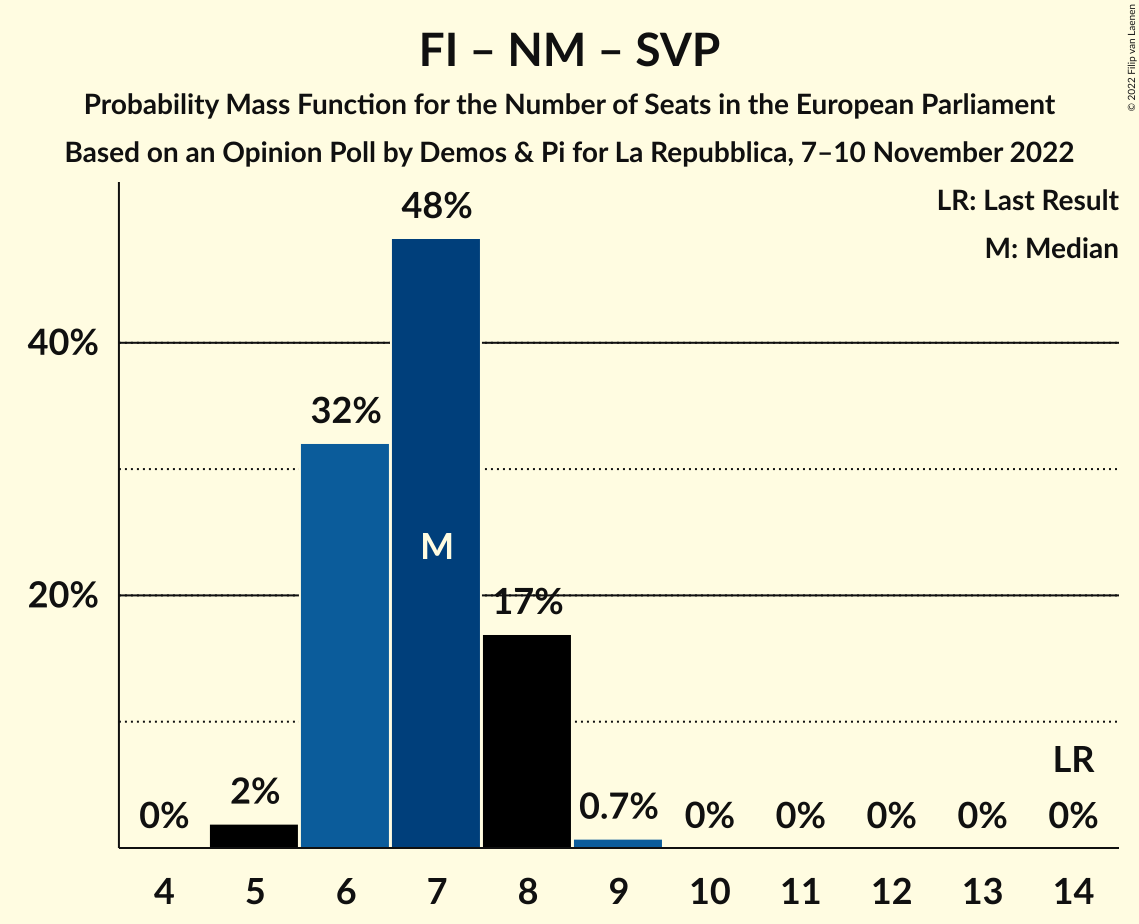 FI – NM – SVP
Probability Mass Function for the Number of Seats in the European Parliament
Based on an Opinion Poll by Demos & Pi for La Repubblica, 7–10 November 2022
© 2022 Filip van Laenen
LR: Last Result
M: Median
48%
40%
32%
M
20%
17%
LR
0%
2%
0.7%
0%
0%
0%
0%
0%
4 5 6 7 8 9 10 11 12 13 14